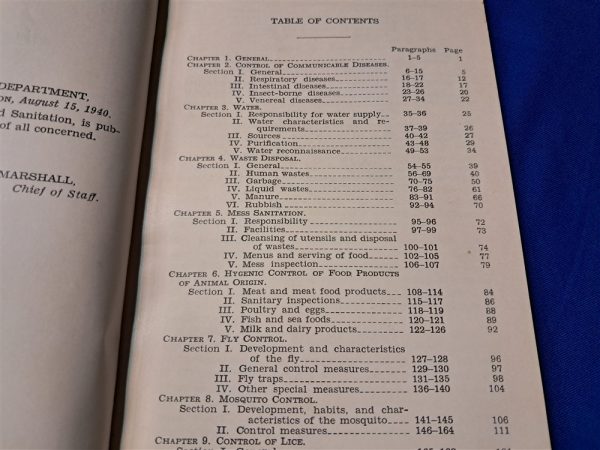 DEPARTMENT,
ON, August 15, 1940.
d Sanitation, is pub-
of all concerned.
MARSHALL,
Chief of Staff.
TABLE OF CONTENTS
Paragraphs Page
CHAPTER 1. GENERAL 1-5 1
CHAPTER 2. CONTROL OF COMMUNICABLE DISEASES.
Section I. General 6-15 5
II. Respiratory diseases 16-17 12
III. Intestinal diseases 18-22 17
IV. Insect-borne diseases 23-26 20
V. Venereal diseases 27-34 22
CHAPTER 3. WATER.
Section I. Responsibility for water supply 35-36 25
II. Water characteristics and re-
quirements 37-39 26
III. Sources 40-42 27
IV. Purification 43-48 29
V. Water reconnaissance 49-53 34
CHAPTER 4. WASTE DISPOSAL.
Section I. General 54-55 39
II. Human wastes 56-69 40
III. Garbage 70-75 50
IV. Liquid wastes 76-82 61
V. Manure 83-91 66
VI. Rubbish 92-94 70
CHAPTER 5. MESS SANITATION.
Section I. Responsibility 95-96 72
II. Facilities 97-99 73
III. Cleansing of utensils and disposal
of wastes 100-101 74
IV. Menus and serving of food 102-105 77
V. Mess inspection 106-107 79
CHAPTER 6. HYGENIC CONTROL OF FOOD PRODUCTS
OF ANIMAL ORIGIN.
Section I. Meat and meat food products 108-114 84
II. Sanitary inspections 115-117 86
III. Poultry and eggs 118-119 88
IV. Fish and sea foods 120-121 89
V. Milk and dairy products 122-126 92
CHAPTER 7. FLY CONTROL.
Section I. Development and characteristics
of the fly 127-128 96
II. General control measures 129-130 97
III. Fly traps 131-135 98
IV. Other special measures 136-140 104
CHAPTER 8. MOSQUITO CONTROL.
Section I. Development, habits, and char-
acteristics of the mosquito 141-145 106
II. Control measures 146-164 111
CHAPTER 9. CONTROL OF LICE.